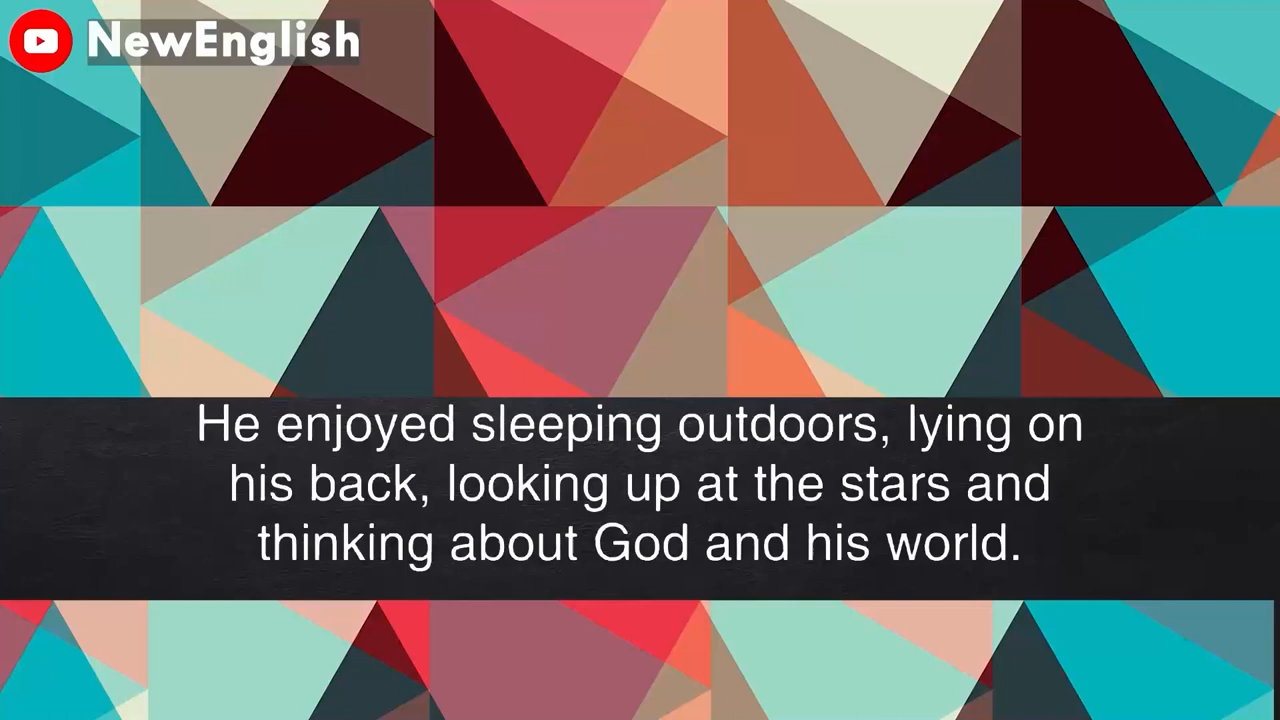 NewEnglish
He enjoyed sleeping outdoors, lying on
his back, looking up at the stars and
thinking about God and his world.